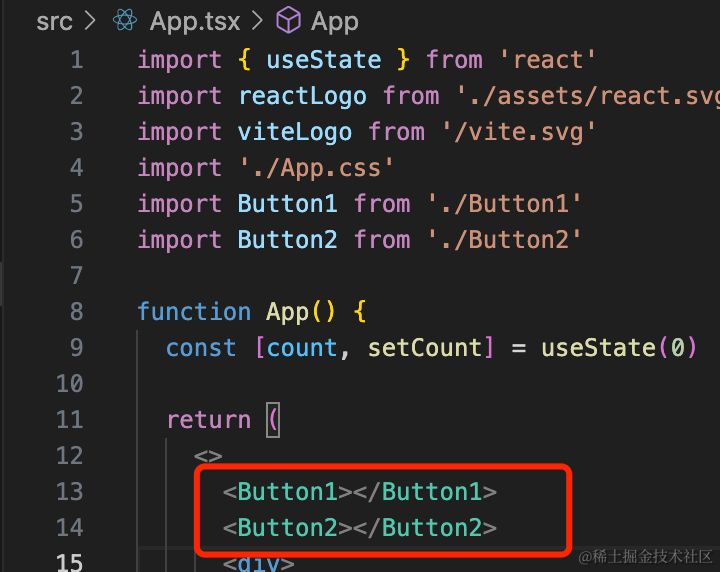 src > App.tsx > App
1 import { useState } from 'react'
2 import reactLogo from './assets/react.svg
3 import viteLogo from '/vite.svg'
4 import './App.css'
5 import Button1 from './Button1'
6 import Button2 from './Button2'
7
8 function App() {
9 const [count, setCount] = useState(0)
10
11 return (
12 <>
13 <Button1></Button1>
14 <Button2></Button2>
15 <div>
@稀土掘金技术社区